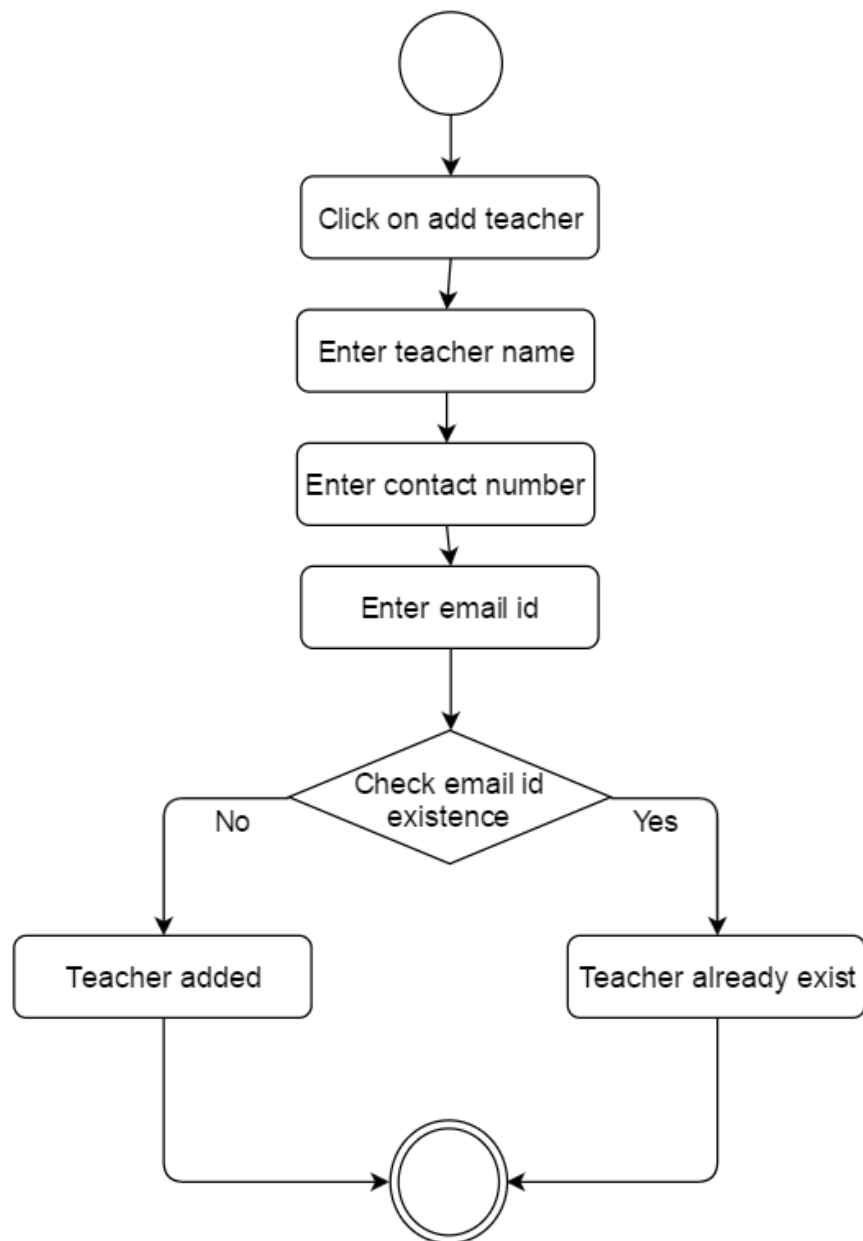 Click on add teacher
Enter teacher name
Enter contact number
Enter email id
Check email id
existence
No
Yes
Teacher added
Teacher already exist